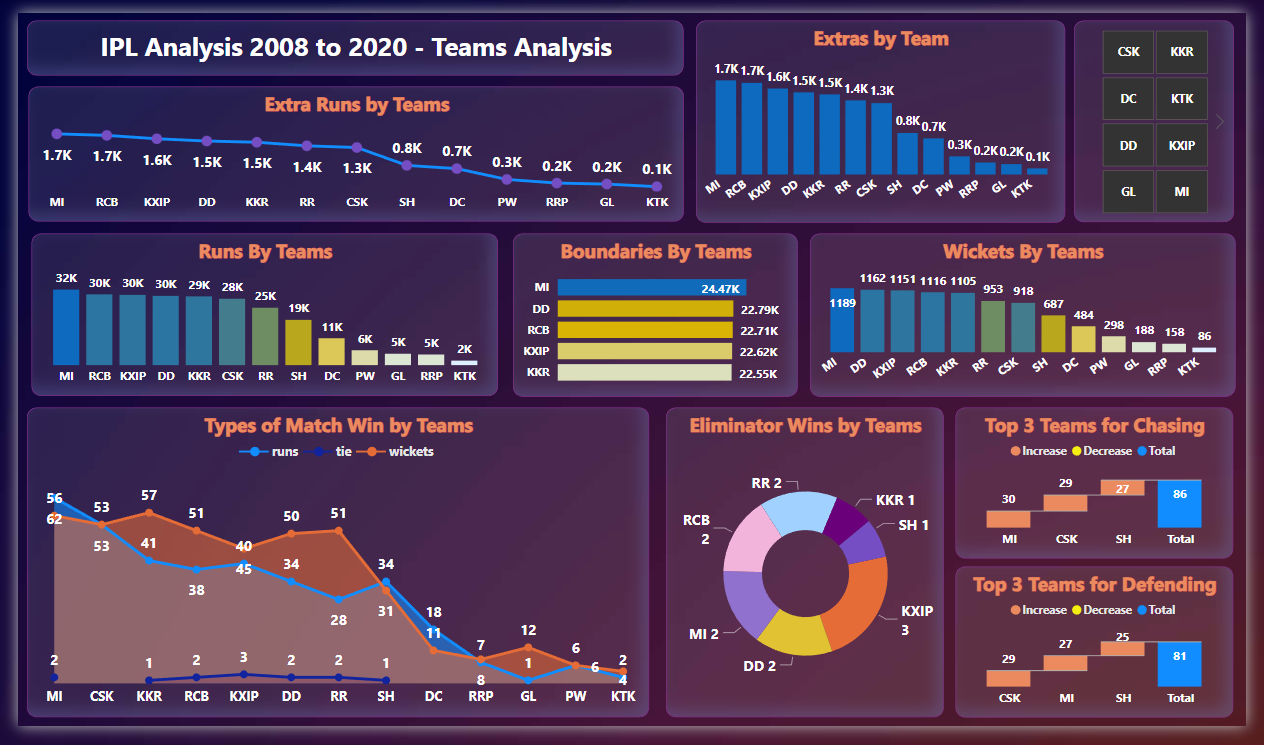 IPL Analysis 2008 to 2020 - Teams Analysis
Extra Runs by Teams
1.7K 1.7K 1.6K 1.5K 1.5K 1.4K 1.3K 0.8K 0.7K 0.3K 0.2K 0.2K 0.1K
MI RCB KXIP DD KKR RR CSK SH DC PW RRP GL KTK
Extras by Team
1.7K 1.7K 1.6K 1.5K 1.5K 1.4K 1.3K 0.8K 0.7K 0.3K 0.2K 0.2K 0.1K
MI RCB KXIP DD KKR RR CSK SH DC PW RRP GL KTK
CSK KKR
DC KTK
DD KXIP
GL MI
Runs By Teams
32K 30K 30K 30K 29K 28K 25K 19K 11K 6K 5K 5K 2K
MI RCB KXIP DD KKR CSK RR SH DC PW GL RRP KTK
Boundaries By Teams
MI 24.47K
DD 22.79K
RCB 22.71K
KXIP 22.62K
KKR 22.55K
Wickets By Teams
1189 1162 1151 1116 1105 953 918 687 484 298 188 158 86
MI DD KXIP RCB KKR RR CSK SH DC PW GL RRP KTK
Types of Match Win by Teams
runs tie wickets
56 53 57 51 40 50 51 34 18 7 12 6 2
62 53 41 38 45 34 28 31 11 8 1 6 4
2 1 2 3 2 2 1
MI CSK KKR RCB KXIP DD RR SH DC RRP GL PW KTK
Eliminator Wins by Teams
RR 2
KKR 1
SH 1
RCB
2
KXIP
3
MI 2
DD 2
Top 3 Teams for Chasing
Increase Decrease Total
30 29 27 86
MI CSK SH Total
Top 3 Teams for Defending
Increase Decrease Total
29 27 25 81
CSK MI SH Total